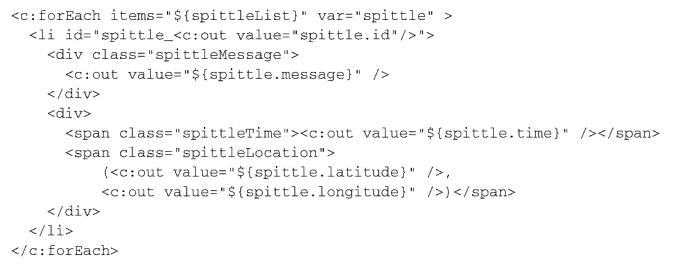 <c:forEach items="${spittleList}" var="spittle" >
  <li id="spittle_<c:out value="spittle.id"/>">
    <div class="spittleMessage">
      <c:out value="${spittle.message}" />
    </div>
    <div>
      <span class="spittleTime"><c:out value="${spittle.time}" /></span>
      <span class="spittleLocation">
          (<c:out value="${spittle.latitude}" />,
          <c:out value="${spittle.longitude}" />)</span>
    </div>
  </li>
</c:forEach>